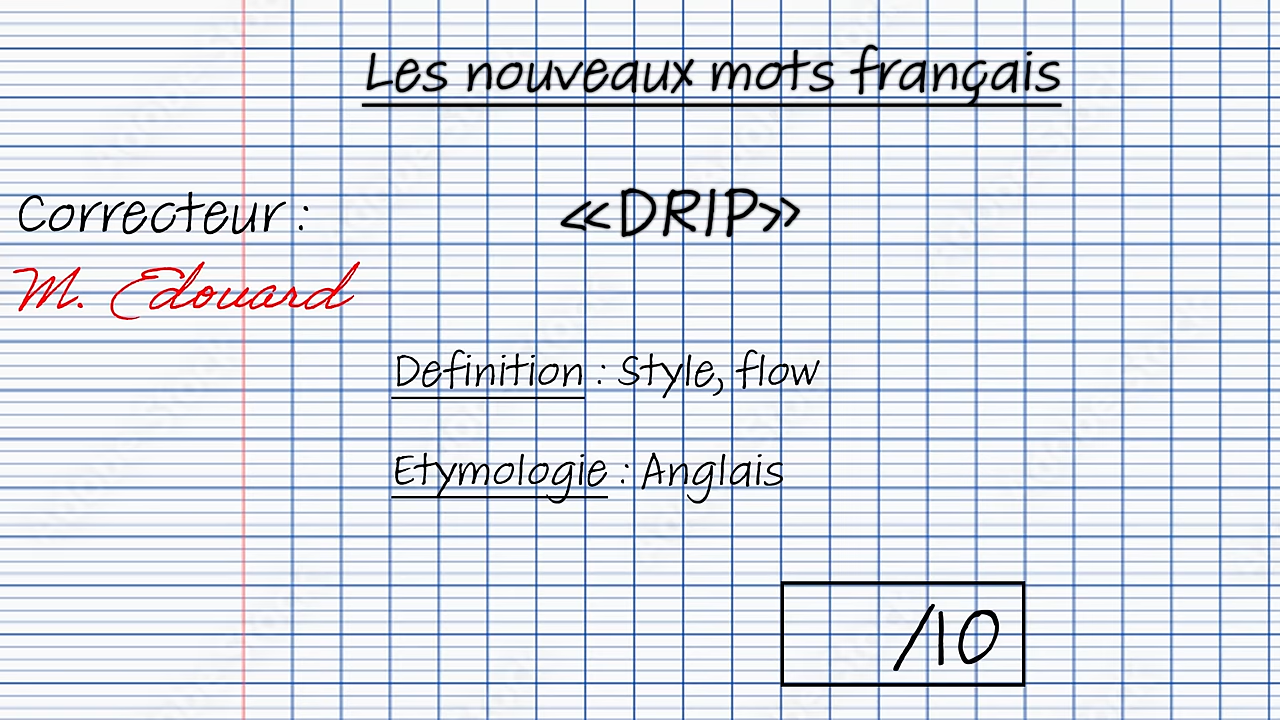 Les nouveaux mots français
«DRIP»
Correcteur :
M. Edouard
Definition : Style, flow
Etymologie : Anglais
/10